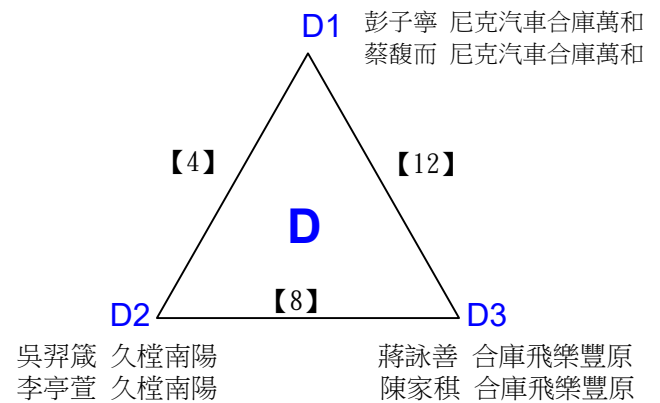 D1 彭子寧 尼克汽車合庫萬和
蔡馥而 尼克汽車合庫萬和
【4】 【12】
D
D2 【8】 D3
吳羿箴 久樘南陽 蔣詠善 合庫飛樂豐原
李亭萱 久樘南陽 陳家稘 合庫飛樂豐原